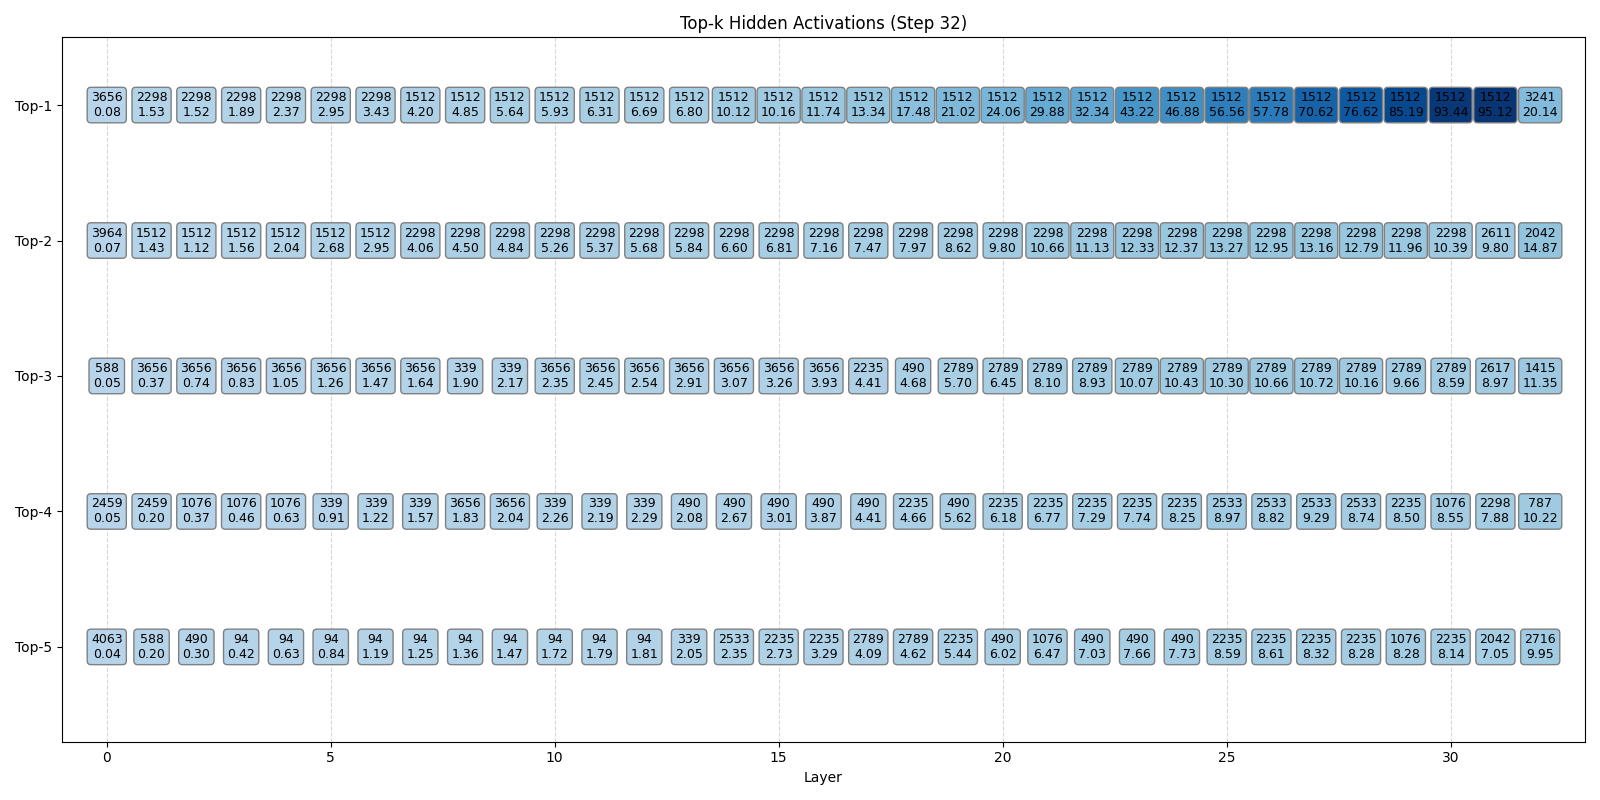 Top-k Hidden Activations (Step 32)
Top-1
3656 2298 2298 2298 2298 2298 2298 1512 1512 1512 1512 1512 1512 1512 1512 1512 1512 1512 1512 1512 1512 1512 1512 1512 1512 1512 1512 1512 1512 1512 1512 1512 3241
0.08 1.53 1.52 1.89 2.37 2.95 3.43 4.20 4.85 5.64 5.93 6.31 6.69 6.80 10.12 10.16 11.74 13.34 17.48 21.02 24.06 29.88 32.34 43.22 46.88 56.56 57.78 70.62 76.62 85.19 93.44 95.12 20.14
Top-2
3964 1512 1512 1512 1512 1512 1512 2298 2298 2298 2298 2298 2298 2298 2298 2298 2298 2298 2298 2298 2298 2298 2298 2298 2298 2298 2298 2298 2298 2298 2298 2611 2042
0.07 1.43 1.12 1.56 2.04 2.68 2.95 4.06 4.50 4.84 5.26 5.37 5.68 5.84 6.60 6.81 7.16 7.47 7.97 8.62 9.80 10.66 11.13 12.33 12.37 13.27 12.95 13.16 12.79 11.96 10.39 9.80 14.87
Top-3
588 3656 3656 3656 3656 3656 3656 3656 339 339 3656 3656 3656 3656 3656 3656 3656 2235 490 2789 2789 2789 2789 2789 2789 2789 2789 2789 2789 2789 2789 2617 1415
0.05 0.37 0.74 0.83 1.05 1.26 1.47 1.64 1.90 2.17 2.35 2.45 2.54 2.91 3.07 3.26 3.93 4.41 4.68 5.70 6.45 8.10 8.93 10.07 10.43 10.30 10.66 10.72 10.16 9.66 8.59 8.97 11.35
Top-4
2459 2459 1076 1076 1076 339 339 339 3656 3656 339 339 339 490 490 490 490 490 2235 490 2235 2235 2235 2235 2235 2533 2533 2533 2533 2235 1076 2298 787
0.05 0.20 0.37 0.46 0.63 0.91 1.22 1.57 1.83 2.04 2.26 2.19 2.29 2.08 2.67 3.01 3.87 4.41 4.66 5.62 6.18 6.77 7.29 7.74 8.25 8.97 8.82 9.29 8.74 8.50 8.55 7.88 10.22
Top-5
4063 588 490 94 94 94 94 94 94 94 94 94 94 339 2533 2235 2235 2789 2789 2235 490 1076 490 490 490 2235 2235 2235 2235 1076 2235 2042 2716
0.04 0.20 0.30 0.42 0.63 0.84 1.19 1.25 1.36 1.47 1.72 1.79 1.81 2.05 2.35 2.73 3.29 4.09 4.62 5.44 6.02 6.47 7.03 7.66 7.73 8.59 8.61 8.32 8.28 8.28 8.14 7.05 9.95
0 5 10 15 20 25 30
Layer